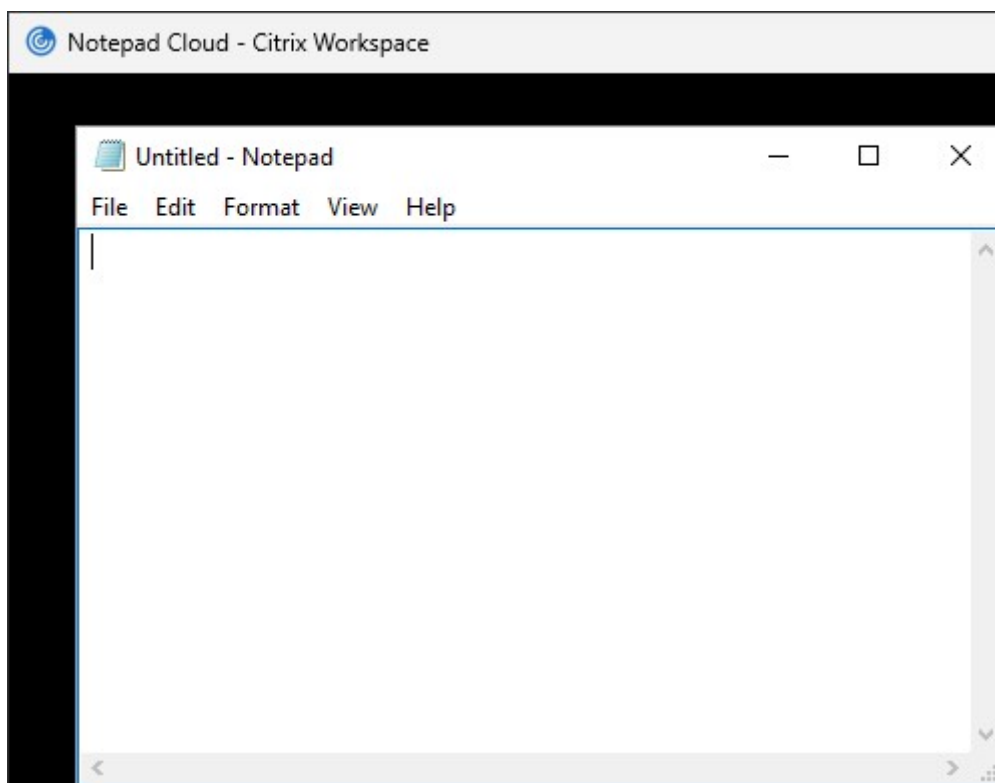 Notepad Cloud - Citrix Workspace
Untitled - Notepad
File Edit Format View Help